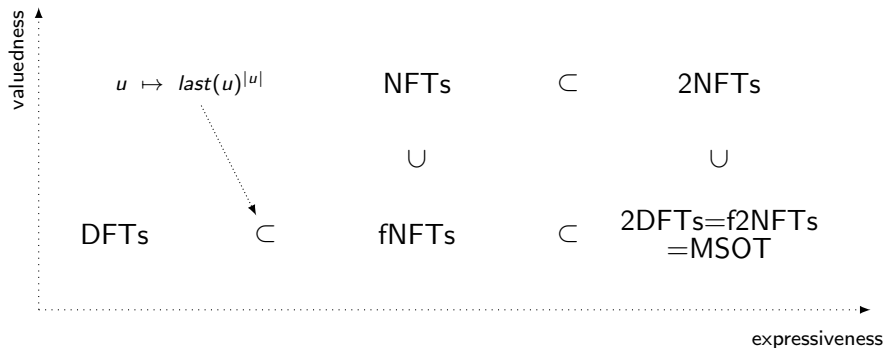 valuedness
u ↦ last(u)^{|u|} NFTs ⊂ 2NFTs
∪ ∪
DFTs ⊂ fNFTs ⊂ 2DFTs=f2NFTs
=MSOT
expressiveness